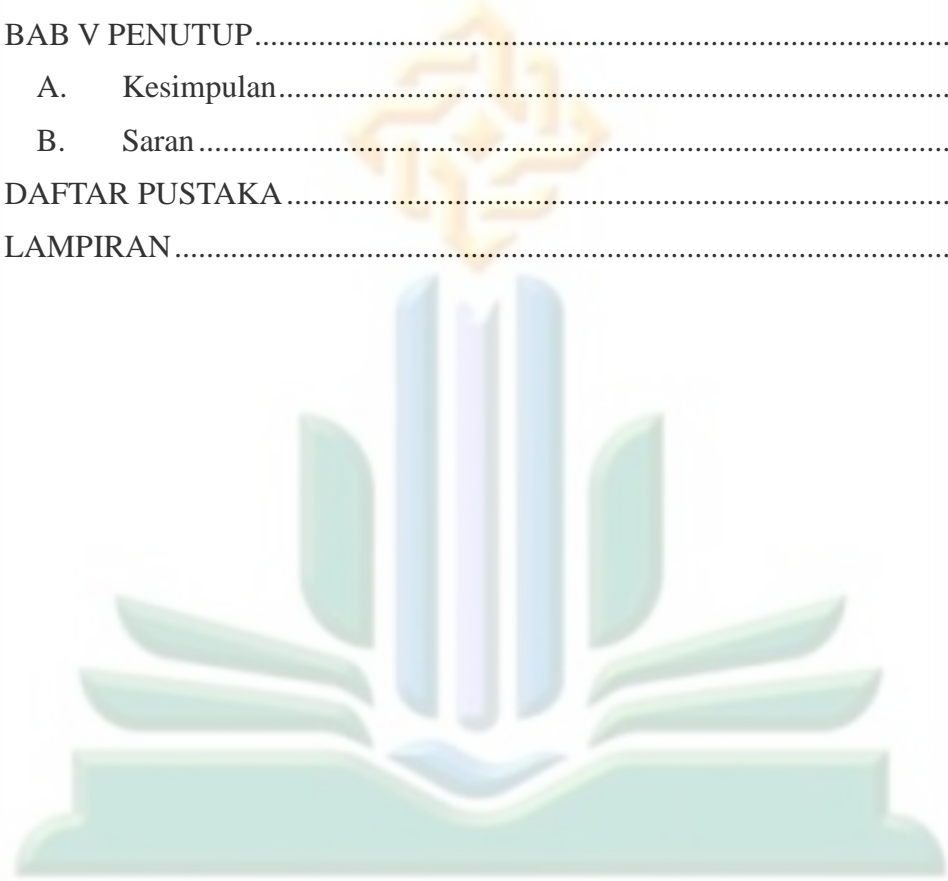 BAB V PENUTUP..........................................................................................
A. Kesimpulan..........................................................................................
B. Saran..........................................................................................
DAFTAR PUSTAKA..........................................................................................
LAMPIRAN..........................................................................................